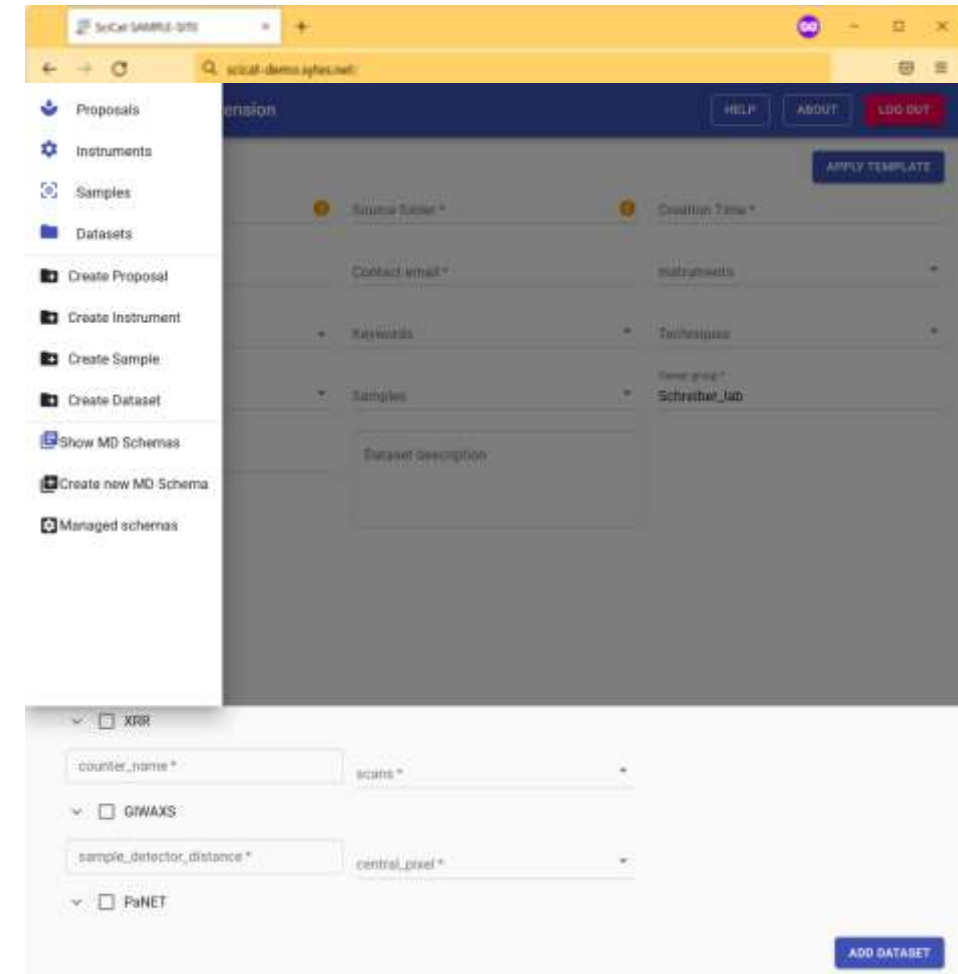 SciCat SAMPLE-SITE
scicat-demo.sytes.net/
Proposals
ension
HELP
ABOUT
LOG OUT
Instruments
APPLY TEMPLATE
Samples
Source folder *
Creation Time *
Datasets
Create Proposal
Contact email *
Instruments
Create Instrument
Keywords
Techniques
Create Sample
Owner group *
Create Dataset
Samples
Schreiber_lab
Show MD Schemas
Dataset description
Create new MD Schema
Managed schemas
XRR
counter_name *
scans *
GIWAXS
sample_detector_distance *
central_pixel *
PaNET
ADD DATASET